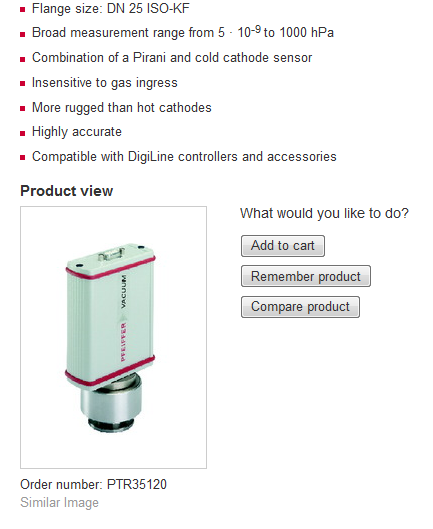 Flange size: DN 25 ISO-KF
Broad measurement range from 5 · 10⁻⁹ to 1000 hPa
Combination of a Pirani and cold cathode sensor
Insensitive to gas ingress
More rugged than hot cathodes
Highly accurate
Compatible with DigiLine controllers and accessories
Product view
What would you like to do?
Add to cart
Remember product
Compare product
PFEIFFER VACUUM
Order number: PTR35120
Similar Image